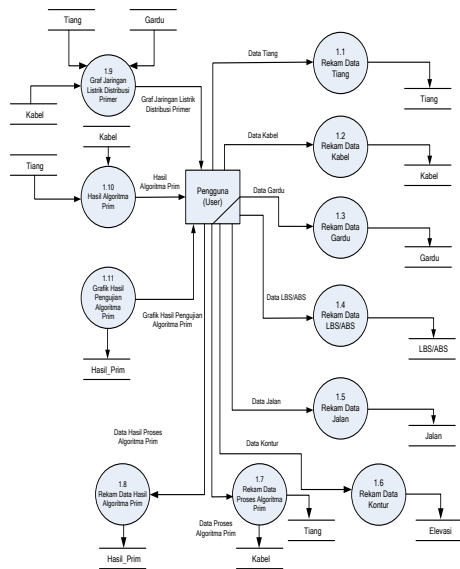 Tiang
Gardu
1.9
Graf Jaringan
Listrik Distribusi
Primer
Kabel
Graf Jaringan Listrik
Distribusi Primer
Kabel
Tiang
1.10
Hasil Algoritma
Prim
Hasil
Algoritma
Prim
Pengguna
(User)
1.11
Grafik Hasil
Pengujian
Algoritma
Prim
Grafik Hasil Pengujian
Algoritma Prim
Hasil_Prim
Data Tiang
1.1
Rekam Data
Tiang
Tiang
Data Kabel
1.2
Rekam Data
Kabel
Kabel
Data Gardu
1.3
Rekam Data
Gardu
Gardu
Data LBS/ABS
1.4
Rekam Data
LBS/ABS
LBS/ABS
Data Jalan
1.5
Rekam Data
Jalan
Jalan
Data Kontur
1.6
Rekam Data
Kontur
Elevasi
Data Hasil Proses
Algoritma Prim
1.8
Rekam Data Hasil
Algoritma Prim
Hasil_Prim
1.7
Rekam Data
Proses Algoritma
Prim
Data Proses
Algoritma Prim
Tiang
Kabel